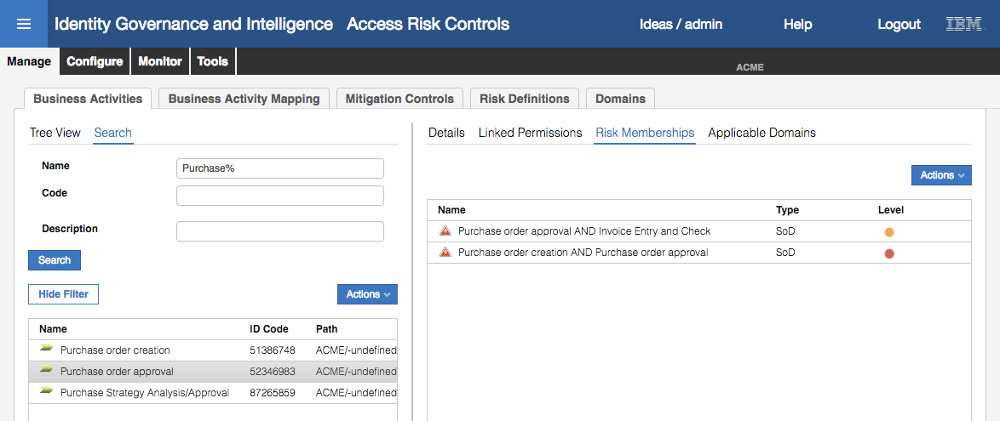 Identity Governance and Intelligence Access Risk Controls Ideas / admin Help Logout IBM
Manage Configure Monitor Tools ACME
Business Activities Business Activity Mapping Mitigation Controls Risk Definitions Domains
Tree View Search
Name Purchase%
Code
Description
Search
Hide Filter Actions
Name ID Code Path
Purchase order creation 51386748 ACME/-undefined
Purchase order approval 52346983 ACME/-undefined
Purchase Strategy Analysis/Approval 87265859 ACME/-undefined
Details Linked Permissions Risk Memberships Applicable Domains
Actions
Name Type Level
Purchase order approval AND Invoice Entry and Check SoD
Purchase order creation AND Purchase order approval SoD